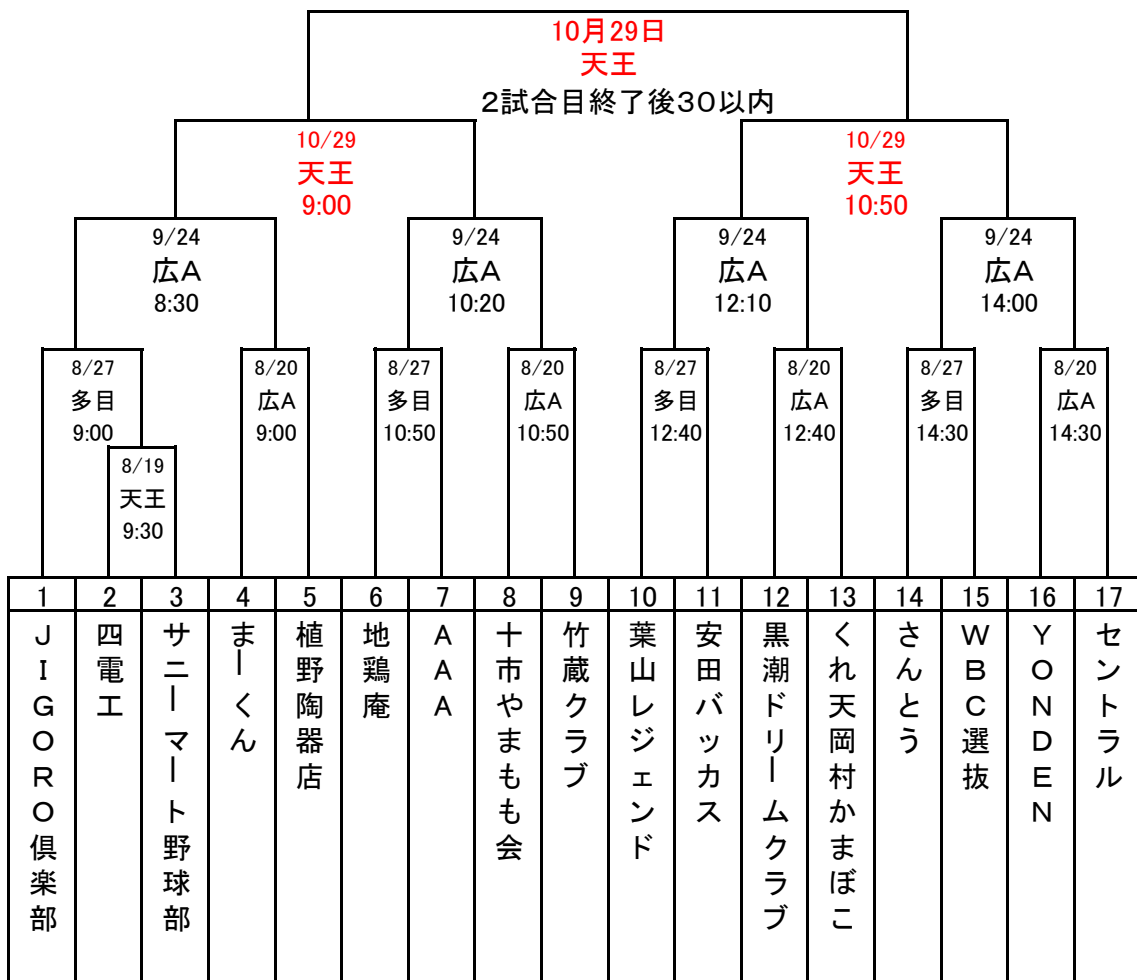 10月29日
天王
2試合目終了後30以内
10/29
天王
9:00
10/29
天王
10:50
9/24
広A
8:30
9/24
広A
10:20
9/24
広A
12:10
9/24
広A
14:00
8/27
多目
9:00
8/20
広A
9:00
8/27
多目
10:50
8/20
広A
10:50
8/27
多目
12:40
8/20
広A
12:40
8/27
多目
14:30
8/20
広A
14:30
8/19
天王
9:30
1 2 3 4 5 6 7 8 9 10 11 12 13 14 15 16 17
JIGORO倶楽部
四電工
サニーマート野球部
まーくん
植野陶器店
地鶏庵
AAA
十市やまもも会
竹蔵クラブ
葉山レジェンド
安田バッカス
黒潮ドリームクラブ
くれ天岡村かまぼこ
さんとう
WBC選抜
YONDEN
セントラル